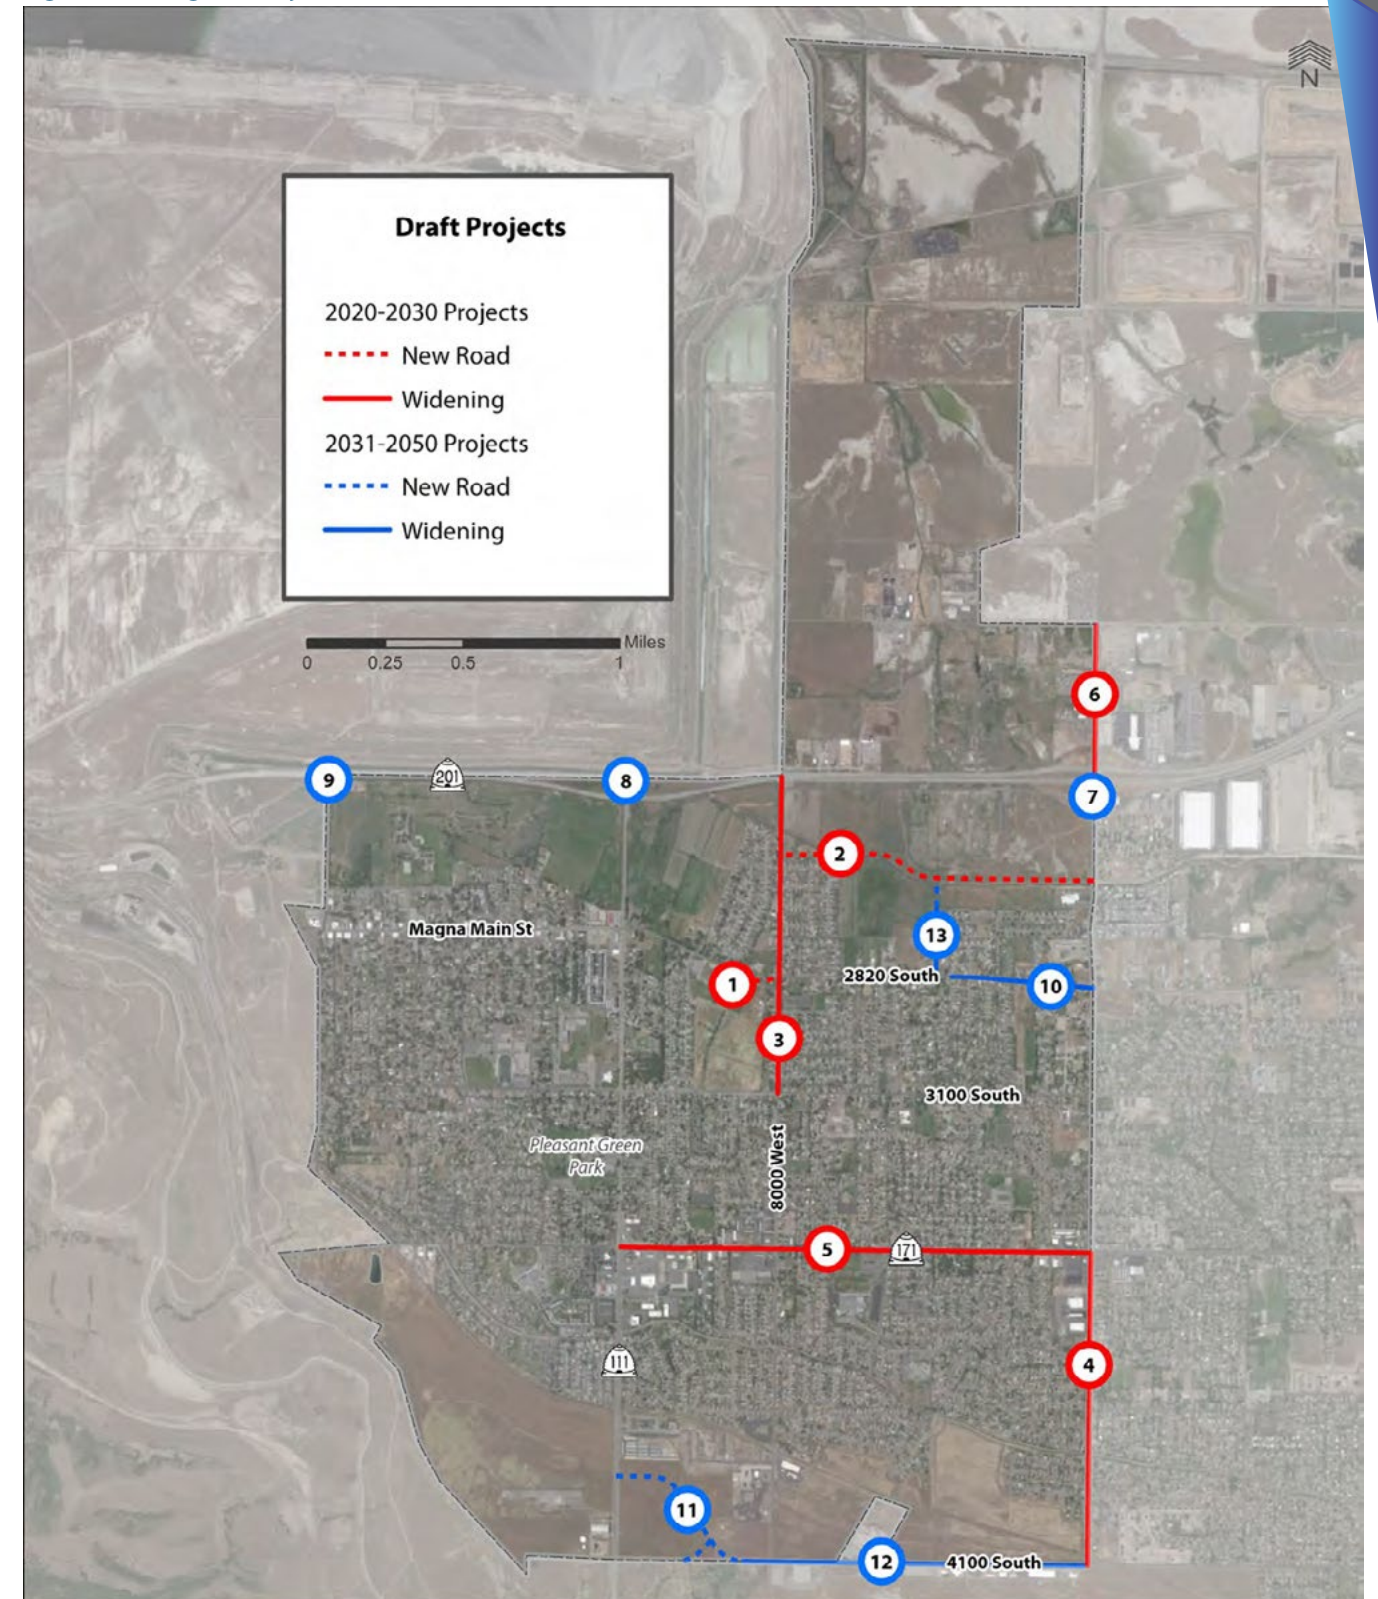 N
Draft Projects
2020-2030 Projects
New Road
Widening
2031-2050 Projects
New Road
Widening
Miles
0 0.25 0.5 1
6
9
201
8
7
2
Magna Main St
13
2820 South
1
10
3
3100 South
Pleasant Green
Park
8000 West
5
171
111
4
11
12
4100 South